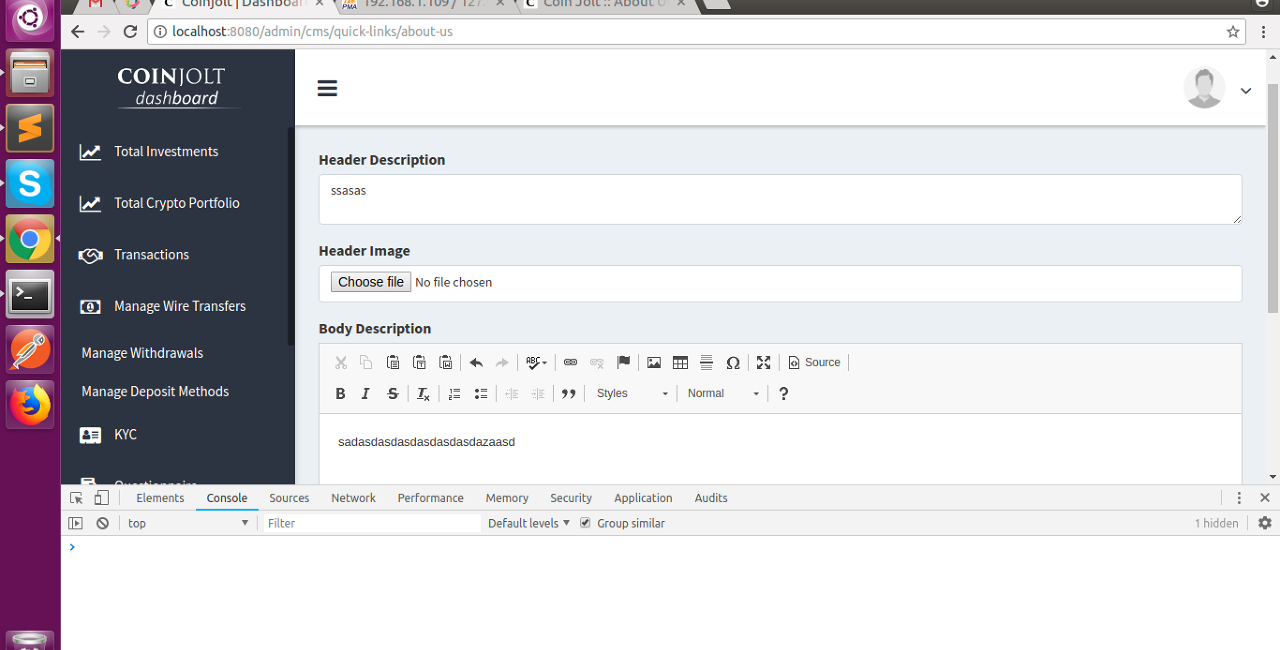 Coinjolt | Dashboar
192.168.1.109 / 127.
Coin Jolt :: About U
localhost:8080/admin/cms/quick-links/about-us
COINJOLT
dashboard
Total Investments
Total Crypto Portfolio
Transactions
Manage Wire Transfers
Manage Withdrawals
Manage Deposit Methods
KYC
Questionnaire
Header Description
ssasas
Header Image
Choose file No file chosen
Body Description
ABC
Source
B I S Tx
Styles
Normal
?
sadasdasdasdasdasdasdazaasd
Elements Console Sources Network Performance Memory Security Application Audits
top
Filter
Default levels
Group similar
1 hidden